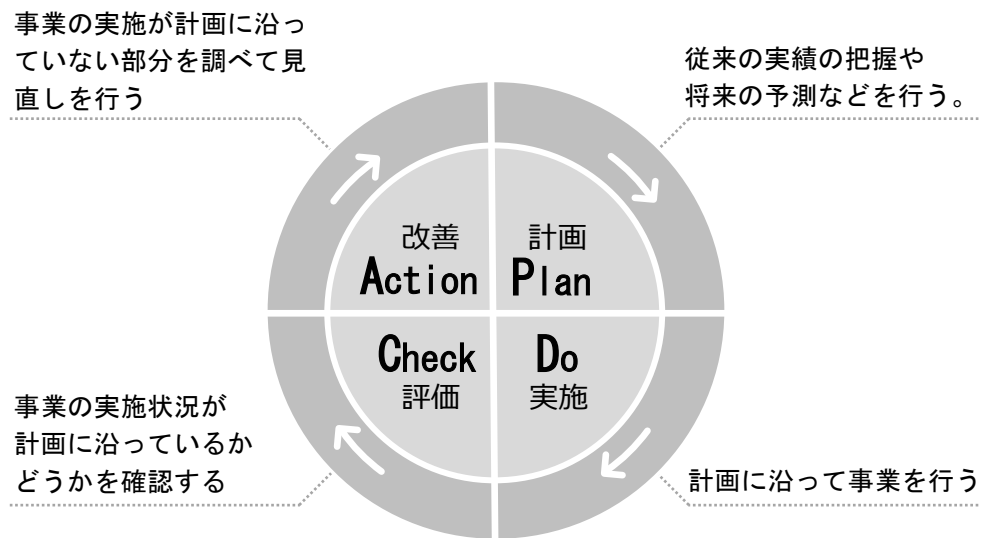 事業の実施が計画に沿っ
ていない部分を調べて見
直しを行う
従来の実績の把握や
将来の予測などを行う。
改善
Action
計画
Plan
Check
評価
Do
実施
事業の実施状況が
計画に沿っているか
どうかを確認する
計画に沿って事業を行う